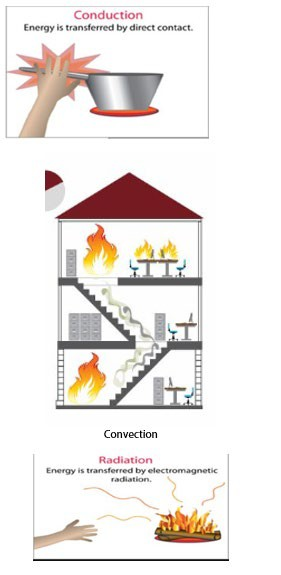 Conduction
Energy is transferred by direct contact.
Convection
Radiation
Energy is transferred by electromagnetic
radiation.